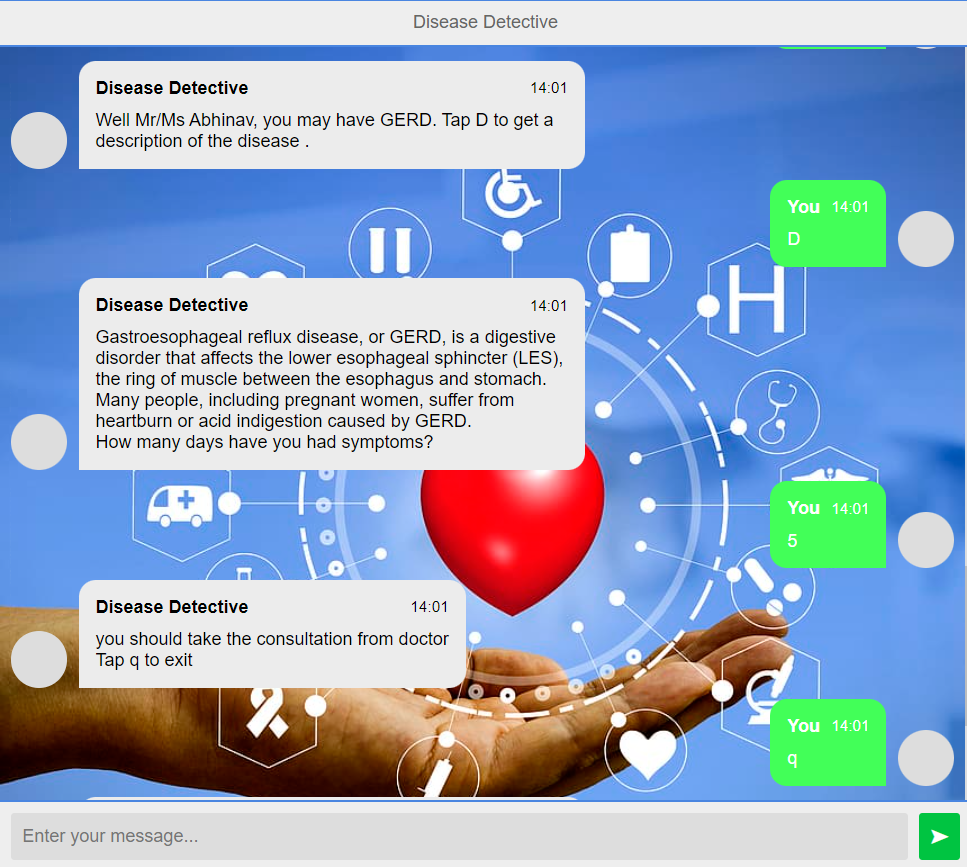 Disease Detective
Disease Detective 14:01
Well Mr/Ms Abhinav, you may have GERD. Tap D to get a
description of the disease .
You 14:01
D
H
Disease Detective 14:01
Gastroesophageal reflux disease, or GERD, is a digestive
disorder that affects the lower esophageal sphincter (LES),
the ring of muscle between the esophagus and stomach.
Many people, including pregnant women, suffer from
heartburn or acid indigestion caused by GERD.
How many days have you had symptoms?
You 14:01
5
Disease Detective 14:01
you should take the consultation from doctor
Tap q to exit
You 14:01
q
Enter your message...